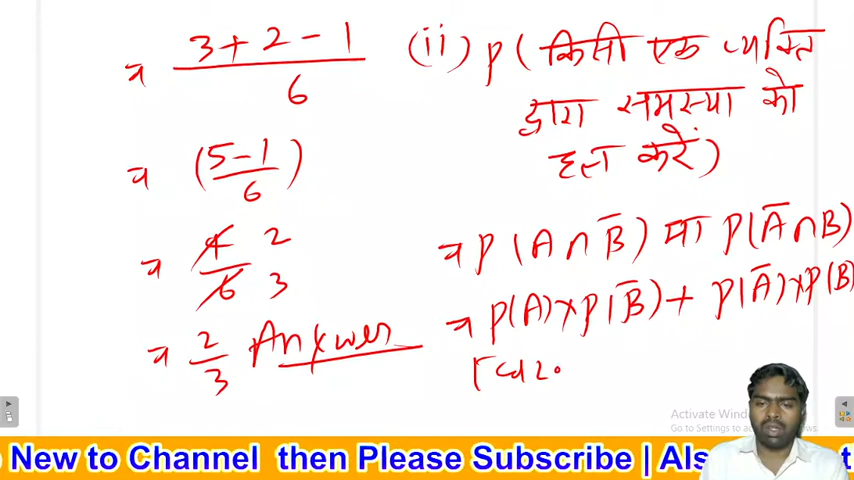 ⇒ 3+2-1/6
⇒ (5-1/6)
⇒ 4/6 2/3
⇒ 2/3 Answer
(ii) P( किसी एक व्यक्ति
द्वारा समस्या को
हल करें)
⇒ P(A∩B̅) या P(A̅∩B)
⇒ P(A)×P(B̅)+ P(A̅)×P(B)
Activate Wind
Go to Settings to a
New to Channel then Please Subscribe | Als